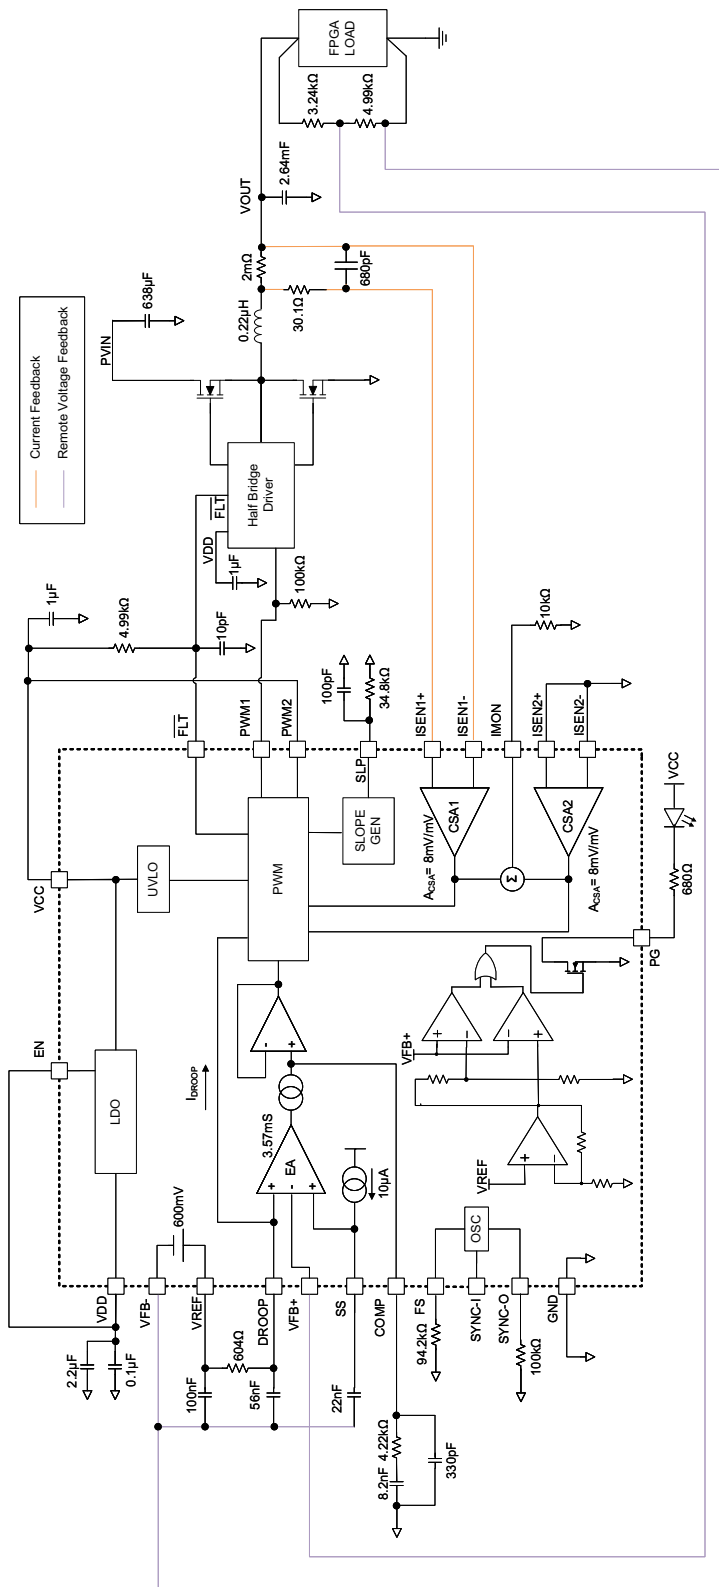 FPGA
LOAD
3.24kΩ
4.99kΩ
VOUT
2.64mF
2mΩ
680pF
30.1Ω
0.22µH
638µF
PVIN
Current Feedback
Remote Voltage Feedback
Half Bridge
Driver
FLT
VDD
1µF
100kΩ
1µF
4.99kΩ
10pF
100pF
34.8kΩ
10kΩ
FLT
PWM1
PWM2
SLP
ISEN1+
ISEN1-
IMON
ISEN2+
ISEN2-
VCC
UVLO
PWM
SLOPE
GEN
CSA1
ACSA= 8mV/mV
Σ
CSA2
ACSA= 8mV/mV
VCC
680Ω
PG
EN
LDO
IDROOP
-
+
3.57mS
EA
+
-
+
10µA
600mV
VFB+
+
-
-
+
VREF
+
-
OSC
VDD
VFB-
VREF
DROOP
VFB+
SS
COMP
FS
SYNC-I
SYNC-O
GND
2.2µF
0.1µF
604Ω
100nF
56nF
22nF
94.2kΩ
100kΩ
4.22kΩ
8.2nF
330pF